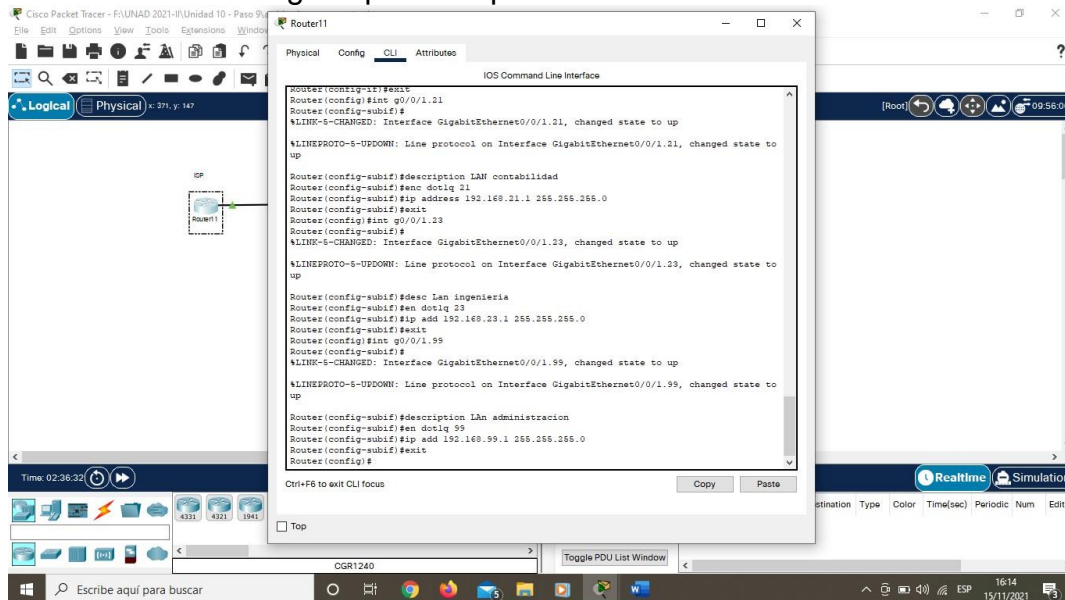 Cisco Packet Tracer - F:\UNAD 2021-II\Unidad 10 - Paso 9\
File Edit Options View Tools Extensions Window
Logical Physical x: 371, y: 147
[Root] 09:56:0
ISP
Router11
Router11
Physical Config CLI Attributes
IOS Command Line Interface
Router(config-if)#exit
Router(config)#int g0/0/1.21
Router(config-subif)#
%LINK-5-CHANGED: Interface GigabitEthernet0/0/1.21, changed state to up
%LINEPROTO-5-UPDOWN: Line protocol on Interface GigabitEthernet0/0/1.21, changed state to
up
Router(config-subif)#description LAN contabilidad
Router(config-subif)#enc dot1q 21
Router(config-subif)#ip address 192.168.21.1 255.255.255.0
Router(config-subif)#exit
Router(config)#int g0/0/1.23
Router(config-subif)#
%LINK-5-CHANGED: Interface GigabitEthernet0/0/1.23, changed state to up
%LINEPROTO-5-UPDOWN: Line protocol on Interface GigabitEthernet0/0/1.23, changed state to
up
Router(config-subif)#desc Lan ingenieria
Router(config-subif)#en dot1q 23
Router(config-subif)#ip add 192.168.23.1 255.255.255.0
Router(config-subif)#exit
Router(config)#int g0/0/1.99
Router(config-subif)#
%LINK-5-CHANGED: Interface GigabitEthernet0/0/1.99, changed state to up
%LINEPROTO-5-UPDOWN: Line protocol on Interface GigabitEthernet0/0/1.99, changed state to
up
Router(config-subif)#description LAn administracion
Router(config-subif)#en dot1q 99
Router(config-subif)#ip add 192.168.99.1 255.255.255.0
Router(config-subif)#exit
Router(config)#
Ctrl+F6 to exit CLI focus
Copy Paste
Top
Time: 02:36:32
Realtime Simulation
4331 4321 1941
stination Type Color Time(sec) Periodic Num Edit
Toggle PDU List Window
CGR1240
Escribe aquí para buscar
5
ESP
16:14
15/11/2021
3